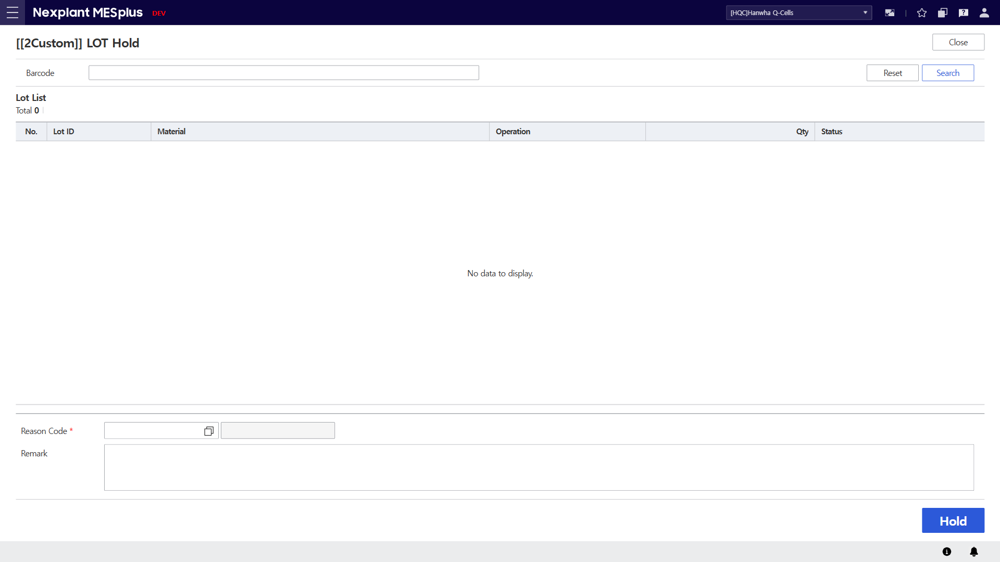 Nexplant MESplus DEV
[HQC]Hanwha Q-Cells
[[2Custom]] LOT Hold
Close
Barcode
Reset
Search
Lot List
Total 0
No. Lot ID Material Operation Qty Status
No data to display.
Reason Code *
Remark
Hold